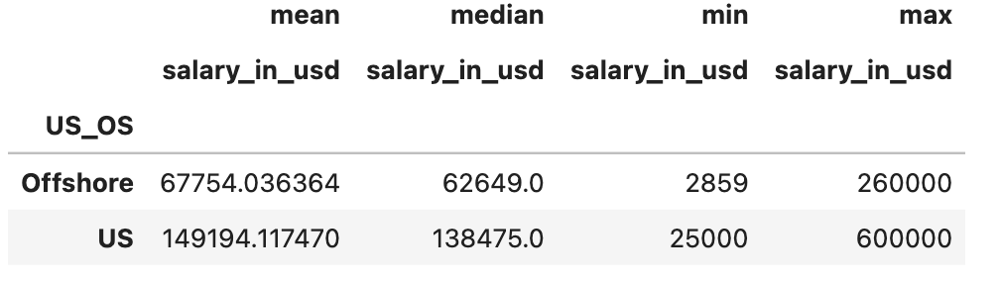 mean median min max
salary_in_usd salary_in_usd salary_in_usd salary_in_usd
US_OS
Offshore 67754.036364 62649.0 2859 260000
US 149194.117470 138475.0 25000 600000